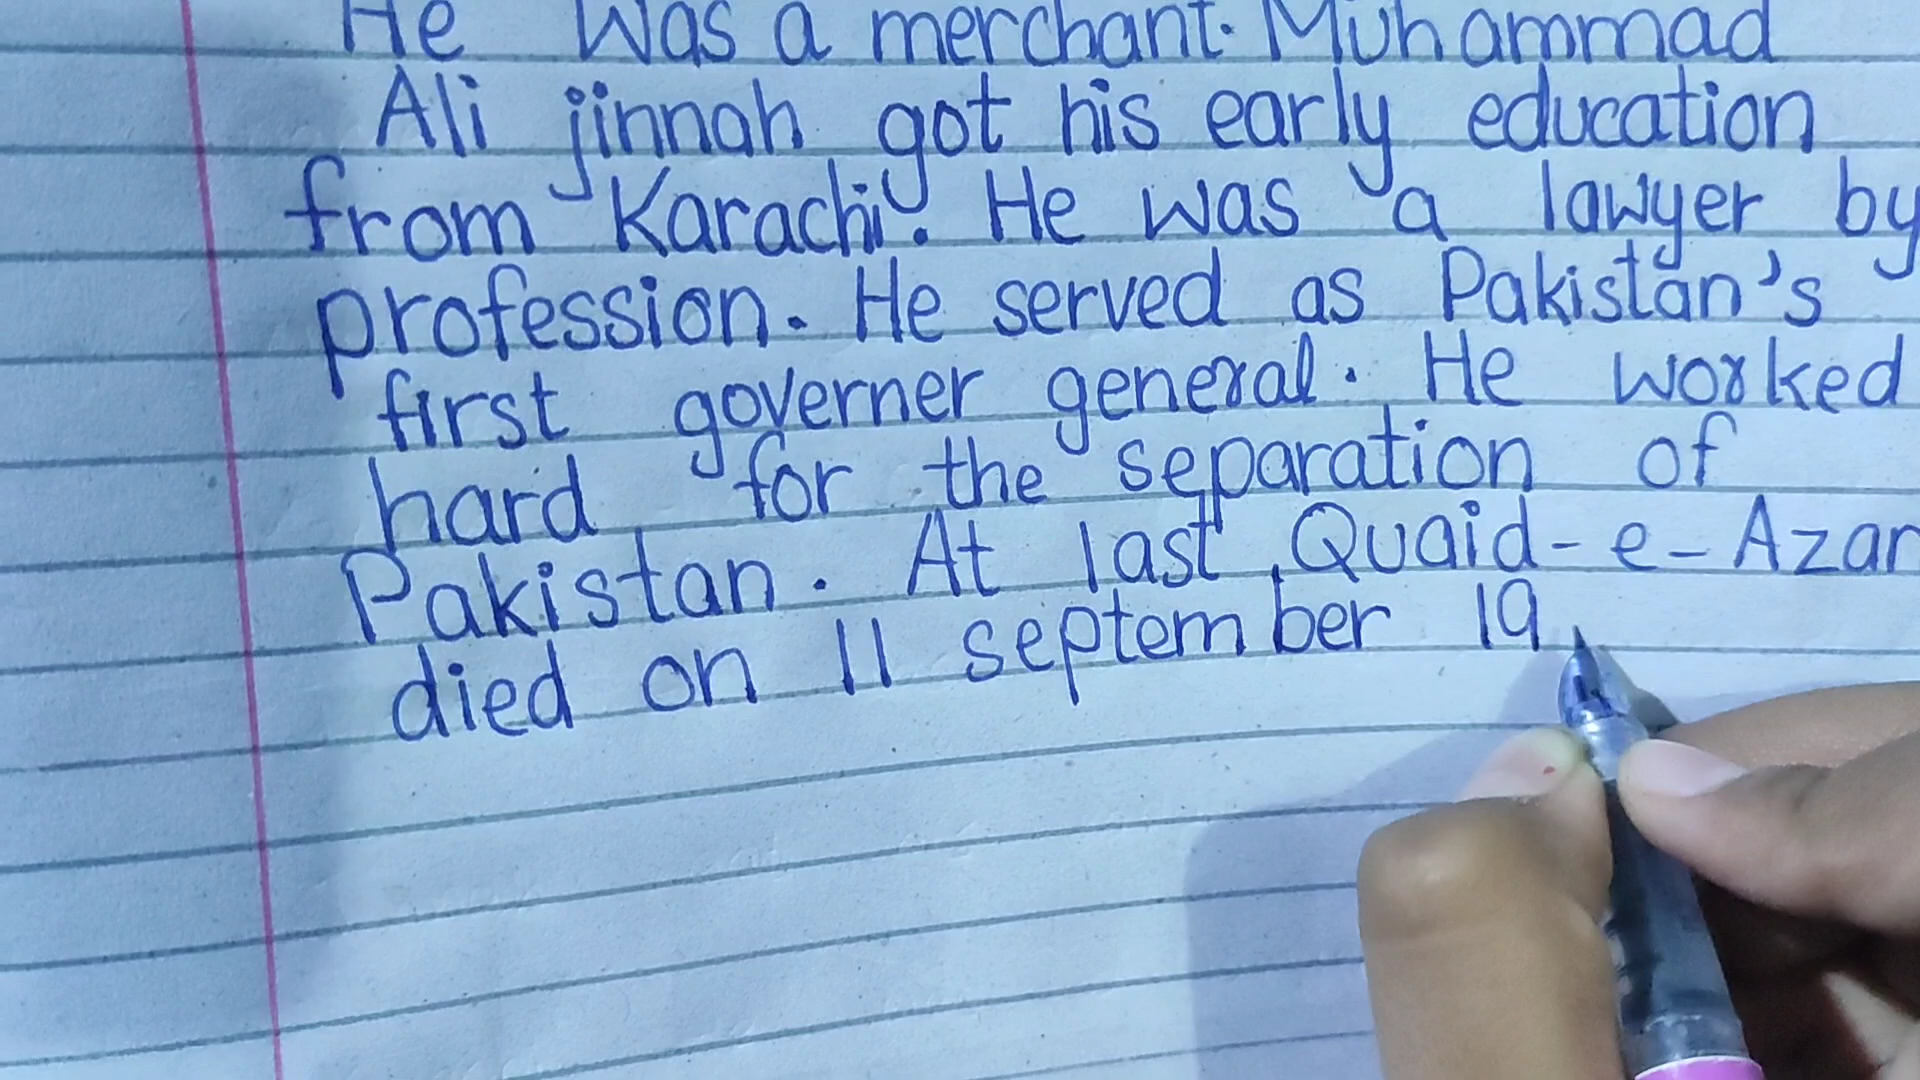 He Was a merchant. Muhammad
Ali jinnah got his early education
from Karachi. He was a lawyer by
profession. He served as Pakistan's
first governer general. He worked
hard for the separation of
Pakistan. At last, Quaid-e-Azam
died on 11 september 19